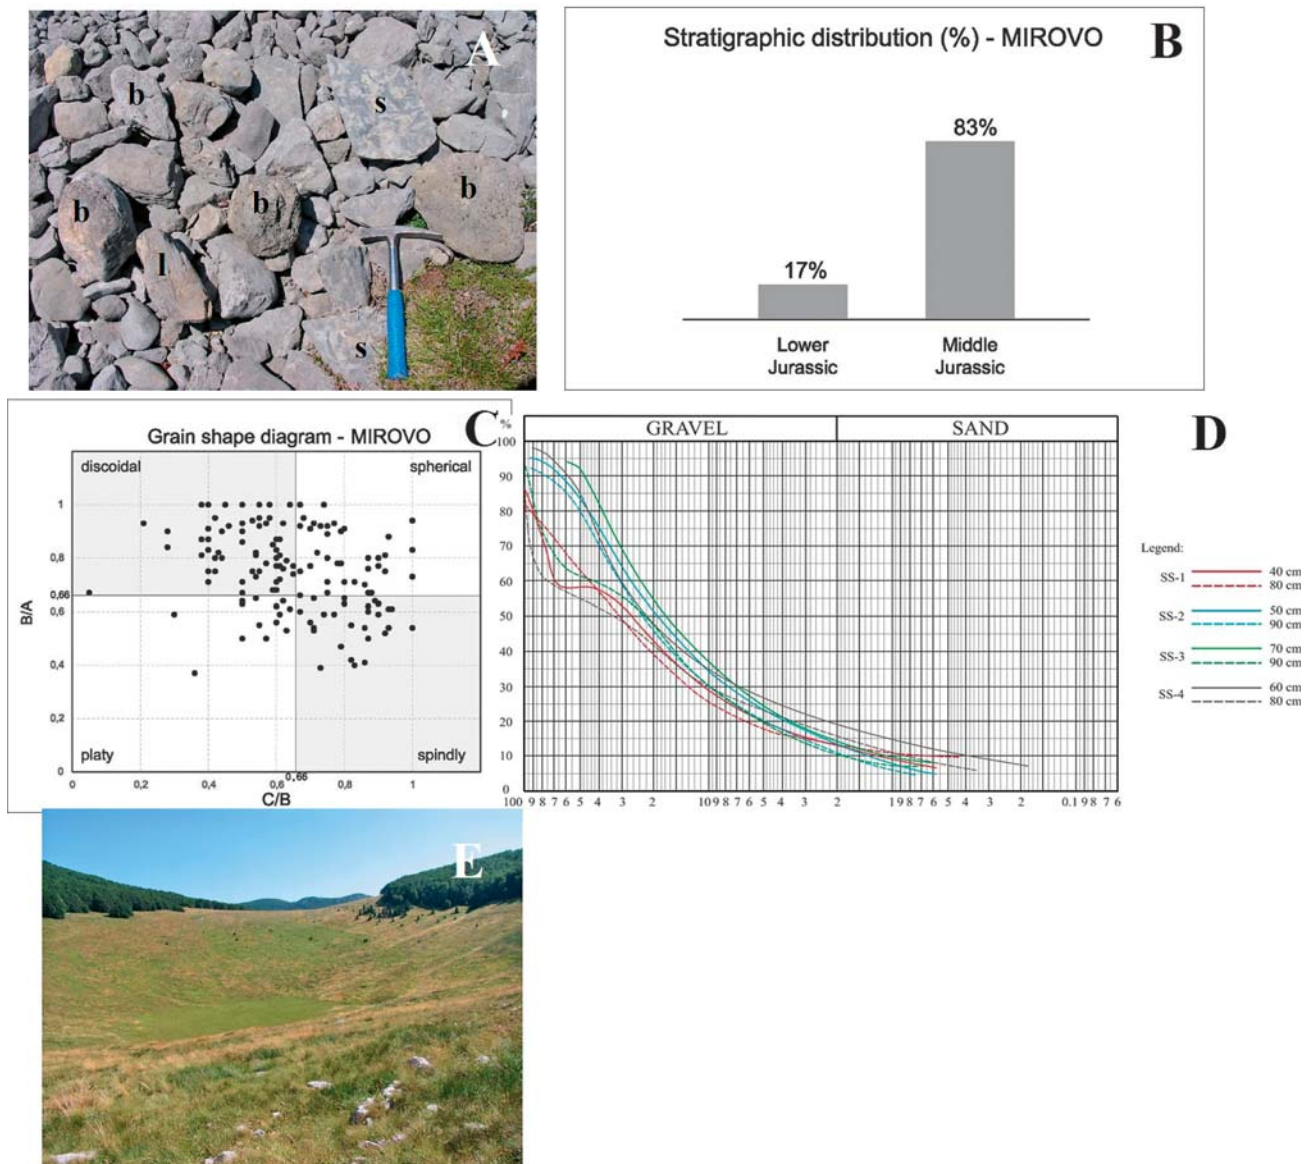 A
b
s
b
b
b
l
s
B
Stratigraphic distribution (%) - MIROVO
83%
17%
Lower
Jurassic
Middle
Jurassic
C
Grain shape diagram - MIROVO
discoidal
spherical
1
0,8
0,66
0,6
0,4
0,2
0
B/A
platy
spindly
0,2
0,4
0,6
0,66
0,8
1
C/B
D
%
GRAVEL
SAND
100
90
80
70
60
50
40
30
20
10
0
100 9 8 7 6 5 4 3 2 10 9 8 7 6 5 4 3 2 1 9 8 7 6 5 4 3 2 0.1 9 8 7 6
Legend:
SS-1
40 cm
80 cm
SS-2
50 cm
90 cm
SS-3
70 cm
90 cm
SS-4
60 cm
80 cm
E